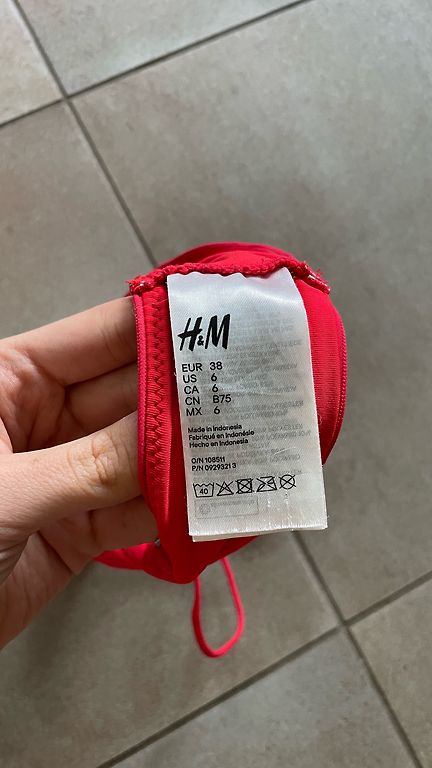 H&M
EUR 38
US 6
CA 6
CN B75
MX 6
Made in Indonesia
Fabriqué en Indonésie
Hecho en Indonesia
O/N 108511
P/N 0929321 3
40